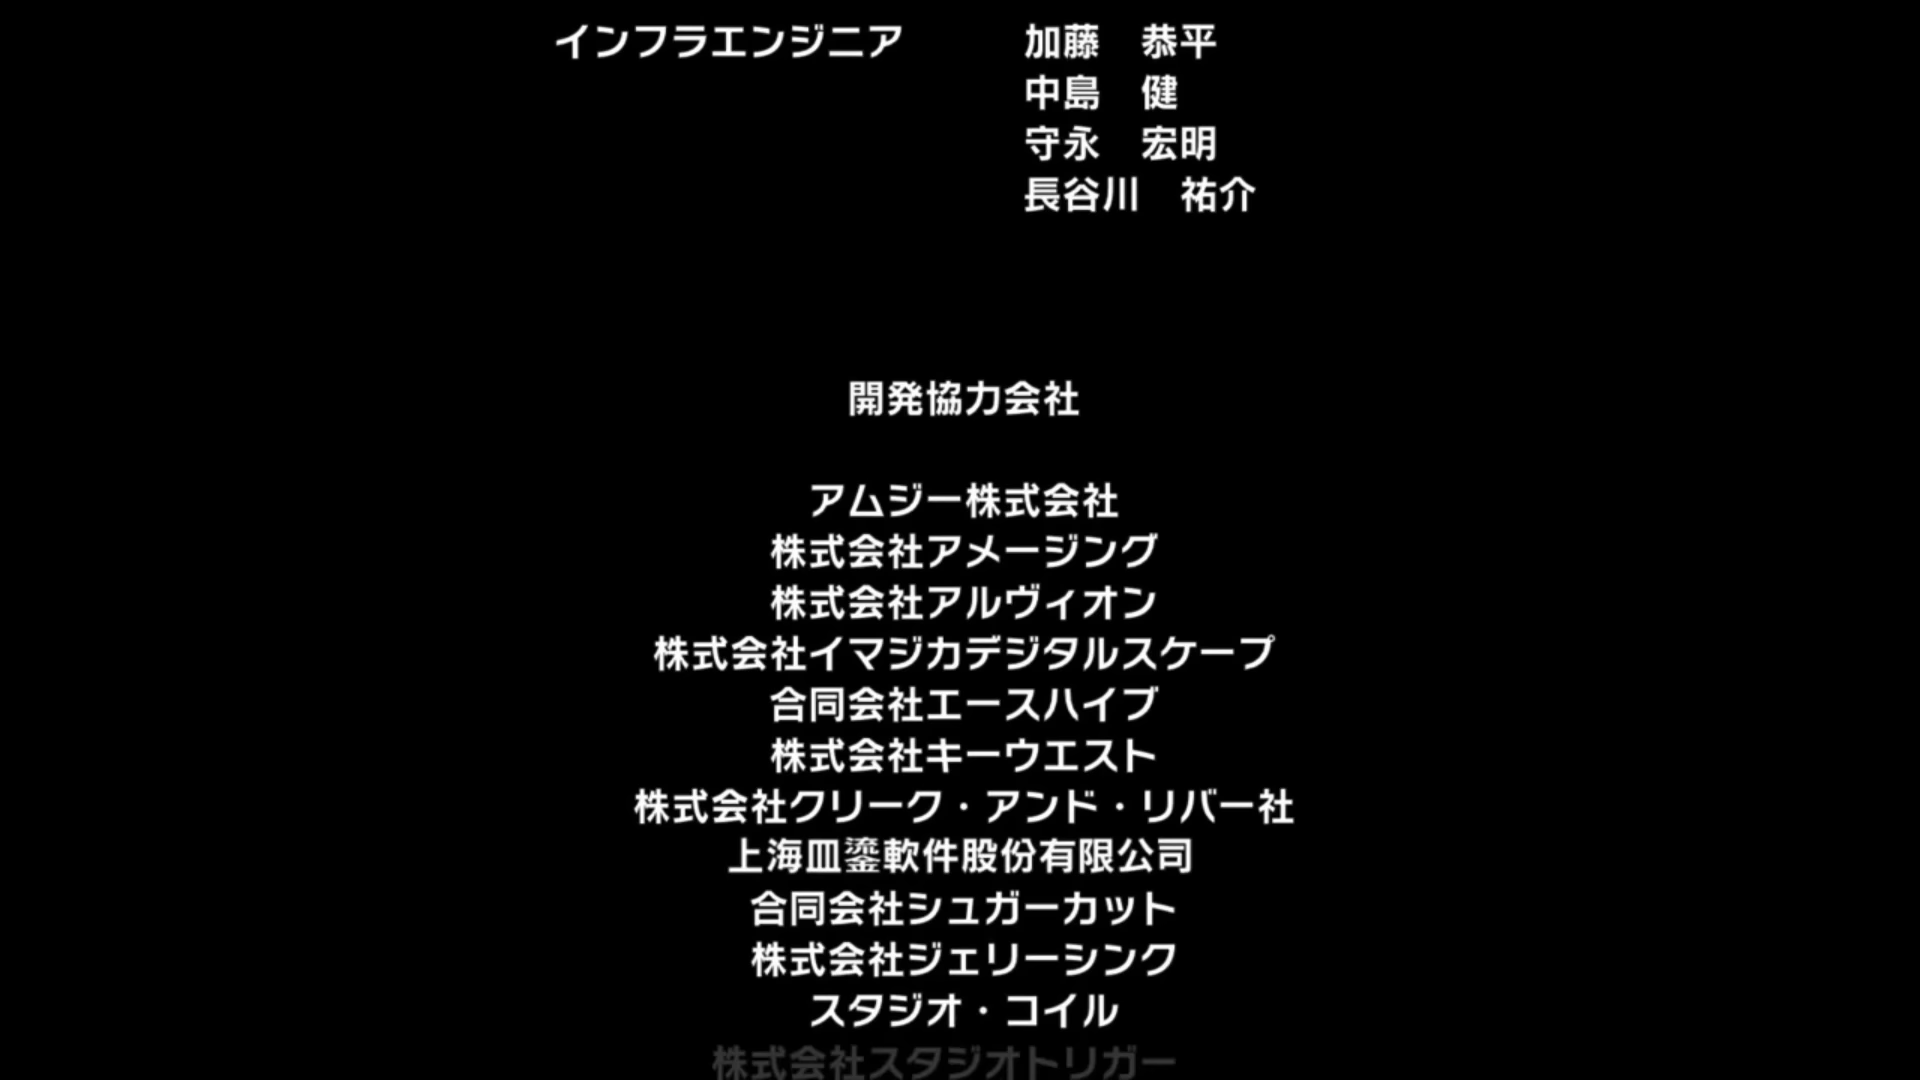 インフラエンジニア　加藤　恭平
中島　健
守永　宏明
長谷川　祐介
開発協力会社
アムジー株式会社
株式会社アメージング
株式会社アルヴィオン
株式会社イマジカデジタルスケープ
合同会社エースハイブ
株式会社キーウエスト
株式会社クリーク・アンド・リバー社
上海皿鎏軟件股份有限公司
合同会社シュガーカット
株式会社ジェリーシンク
スタジオ・コイル
株式会社スタジオトリガー